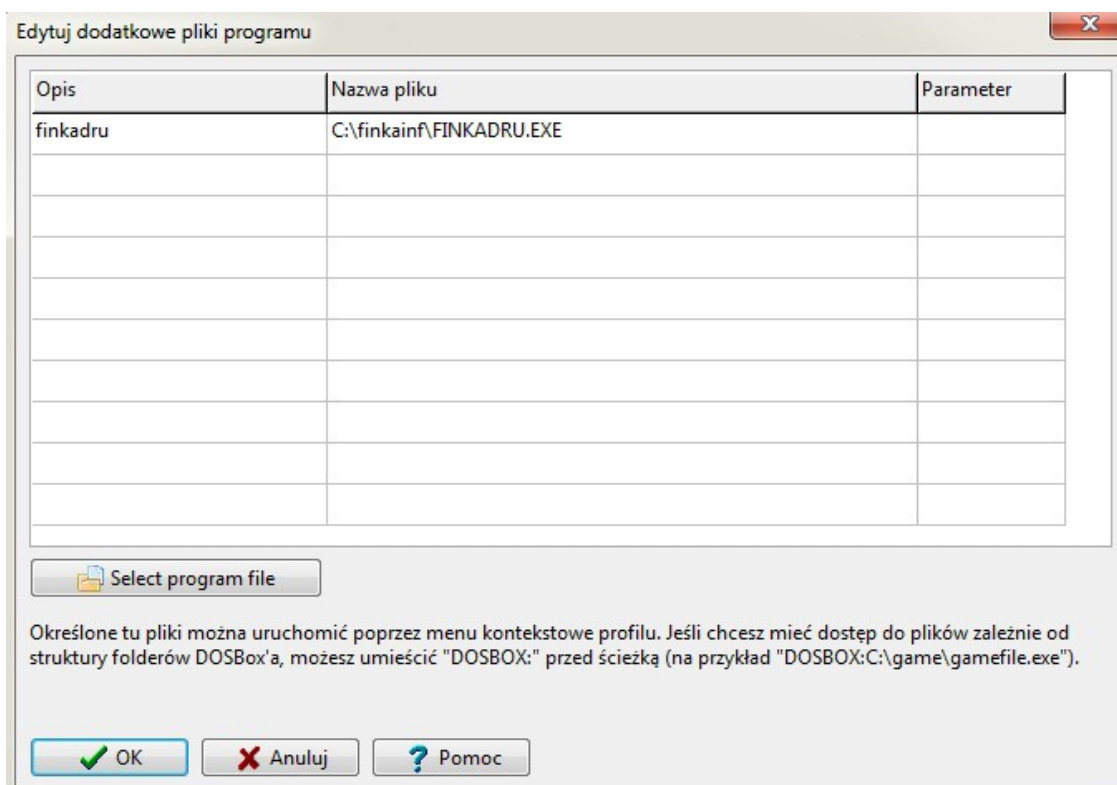 Edytuj dodatkowe pliki programu
Opis Nazwa pliku Parameter
finkadru C:\finkainf\FINKADRU.EXE
Select program file
Określone tu pliki można uruchomić poprzez menu kontekstowe profilu. Jeśli chcesz mieć dostęp do plików zależnie od
struktury folderów DOSBox'a, możesz umieścić "DOSBOX:" przed ścieżką (na przykład "DOSBOX:C:\game\gamefile.exe").
OK Anuluj Pomoc